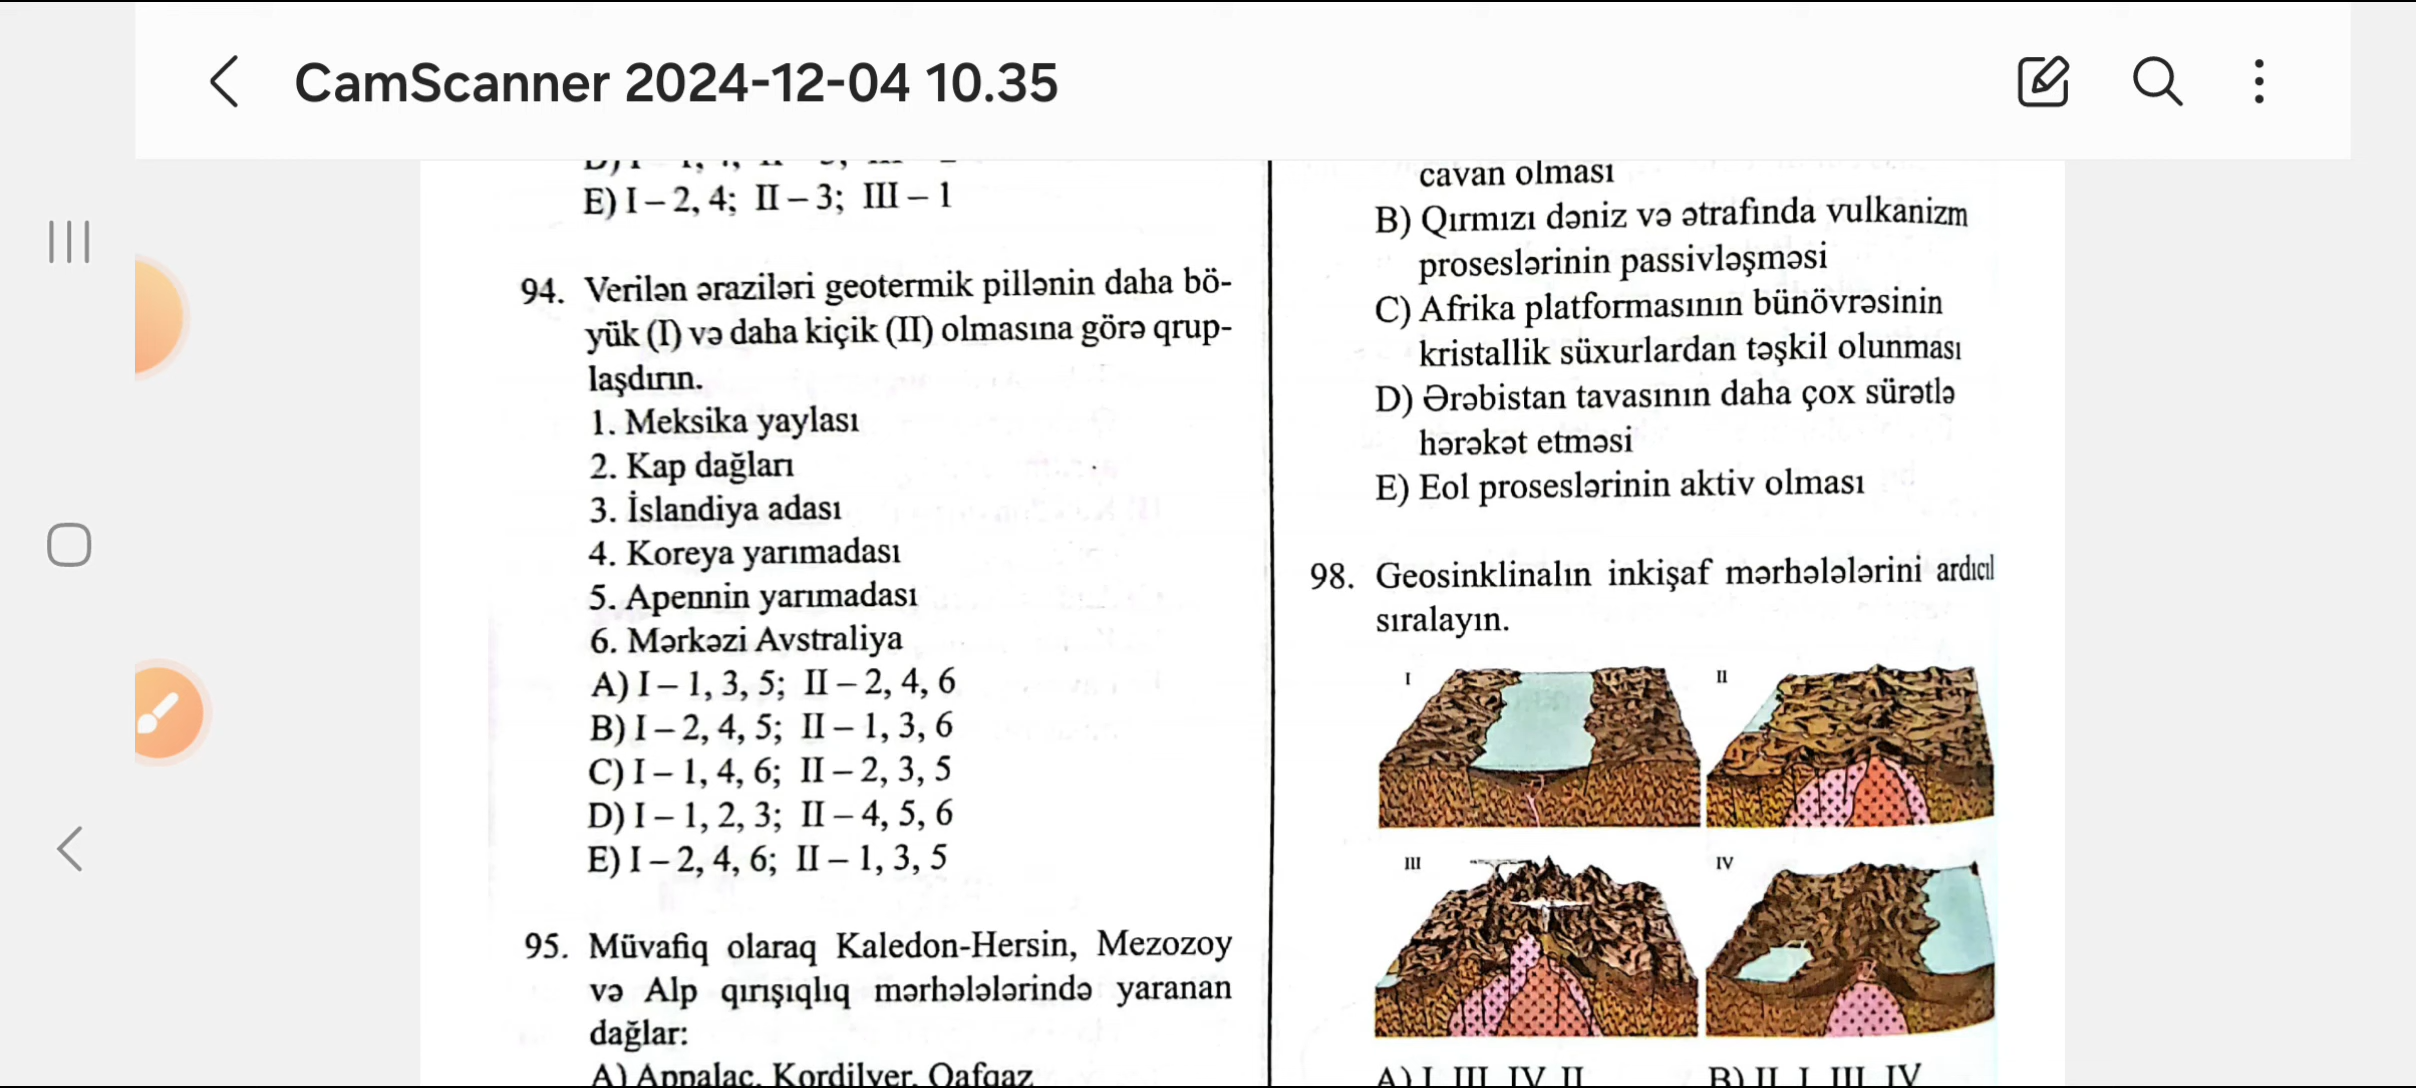 CamScanner 2024-12-04 10.35
E) I – 2, 4; II – 3; III – 1
94. Verilən əraziləri geotermik pillənin daha bö-
yük (I) və daha kiçik (II) olmasına görə qrup-
laşdırın.
1. Meksika yaylası
2. Kap dağları
3. İslandiya adası
4. Koreya yarımadası
5. Apennin yarımadası
6. Mərkəzi Avstraliya
A) I – 1, 3, 5; II – 2, 4, 6
B) I – 2, 4, 5; II – 1, 3, 6
C) I – 1, 4, 6; II – 2, 3, 5
D) I – 1, 2, 3; II – 4, 5, 6
E) I – 2, 4, 6; II – 1, 3, 5
95. Müvafiq olaraq Kaledon-Hersin, Mezozoy
və Alp qırışıqlıq mərhələlərində yaranan
dağlar:
A) Appalaç, Kordilyer, Qafqaz
cavan olması
B) Qırmızı dəniz və ətrafında vulkanizm
proseslərinin passivləşməsi
C) Afrika platformasının bünövrəsinin
kristallik süxurlardan təşkil olunması
D) Ərəbistan tavasının daha çox sürətlə
hərəkət etməsi
E) Eol proseslərinin aktiv olması
98. Geosinklinalın inkişaf mərhələlərini ardıcıl
sıralayın.
I II
III IV
A) I III IV II B) II I III IV